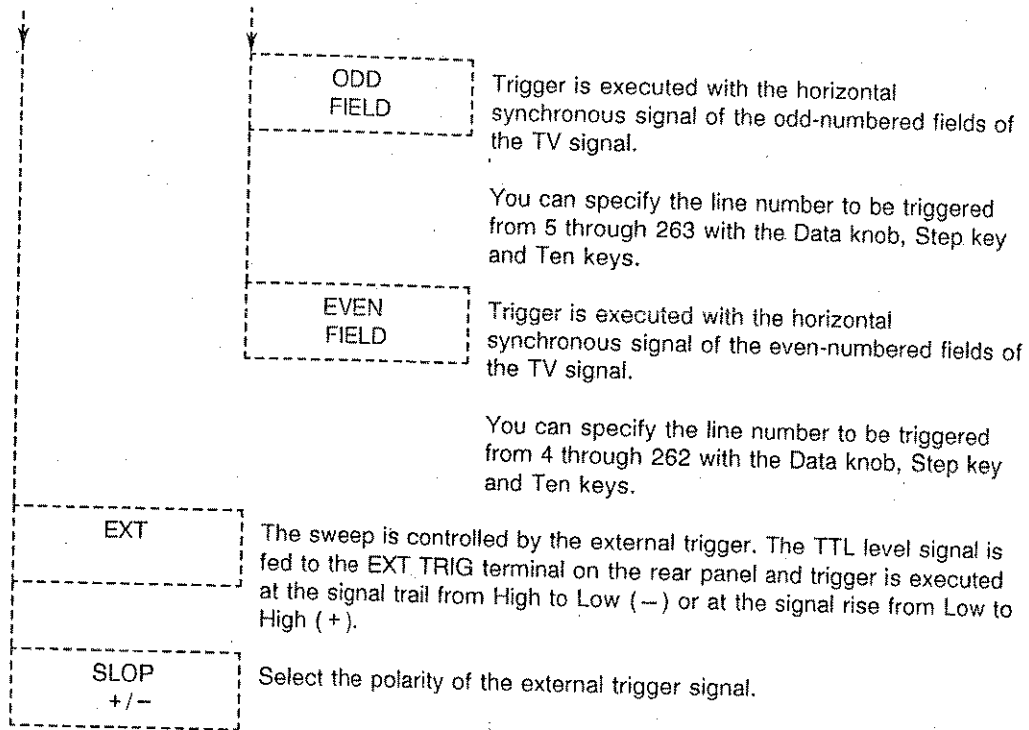 ODD
FIELD
Trigger is executed with the horizontal
synchronous signal of the odd-numbered fields of
the TV signal.
You can specify the line number to be triggered
from 5 through 263 with the Data knob, Step key
and Ten keys.
EVEN
FIELD
Trigger is executed with the horizontal
synchronous signal of the even-numbered fields of
the TV signal.
You can specify the line number to be triggered
from 4 through 262 with the Data knob, Step key
and Ten keys.
EXT
The sweep is controlled by the external trigger. The TTL level signal is
fed to the EXT TRIG terminal on the rear panel and trigger is executed
at the signal trail from High to Low (−) or at the signal rise from Low to
High (+).
SLOP
+/−
Select the polarity of the external trigger signal.